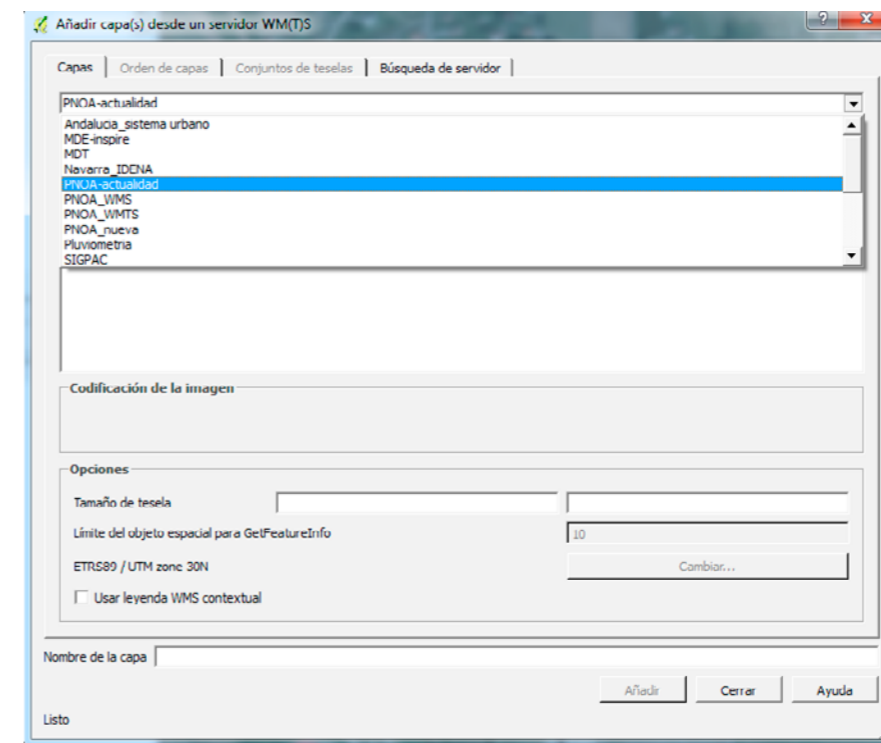 Añadir capa(s) desde un servidor WM(T)S
Capas Orden de capas Conjuntos de teselas Búsqueda de servidor
PNOA-actualidad
Andalucia_sistema urbano
MDE-inspire
MDT
Navarra_IDENA
PNOA-actualidad
PNOA_WMS
PNOA_WMTS
PNOA_nueva
Pluviometria
SIGPAC
Codificación de la imagen
Opciones
Tamaño de tesela
Límite del objeto espacial para GetFeatureInfo 10
ETRS89 / UTM zone 30N Cambiar...
Usar leyenda WMS contextual
Nombre de la capa
Añadir Cerrar Ayuda
Listo